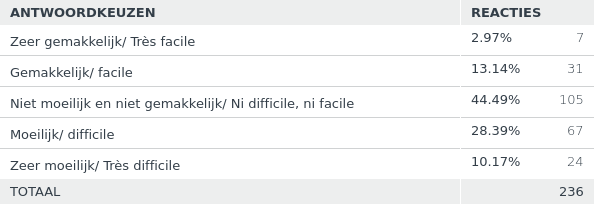 ANTWOORDKEUZEN REACTIES
Zeer gemakkelijk/ Très facile 2.97% 7
Gemakkelijk/ facile 13.14% 31
Niet moeilijk en niet gemakkelijk/ Ni difficile, ni facile 44.49% 105
Moeilijk/ difficile 28.39% 67
Zeer moeilijk/ Très difficile 10.17% 24
TOTAAL 236